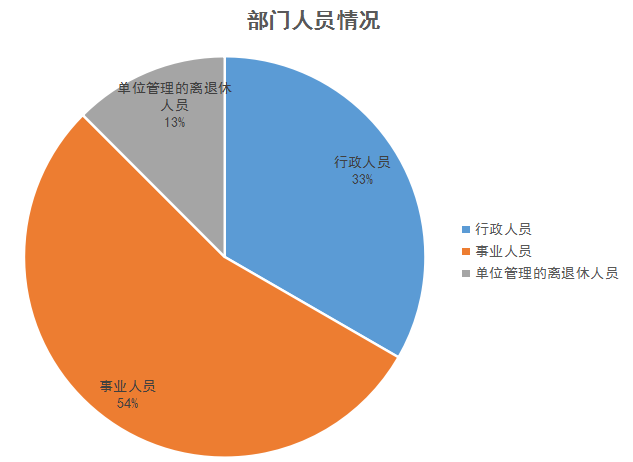 部门人员情况
单位管理的离退休
人员
13%
行政人员
33%
事业人员
54%
行政人员
事业人员
单位管理的离退休人员